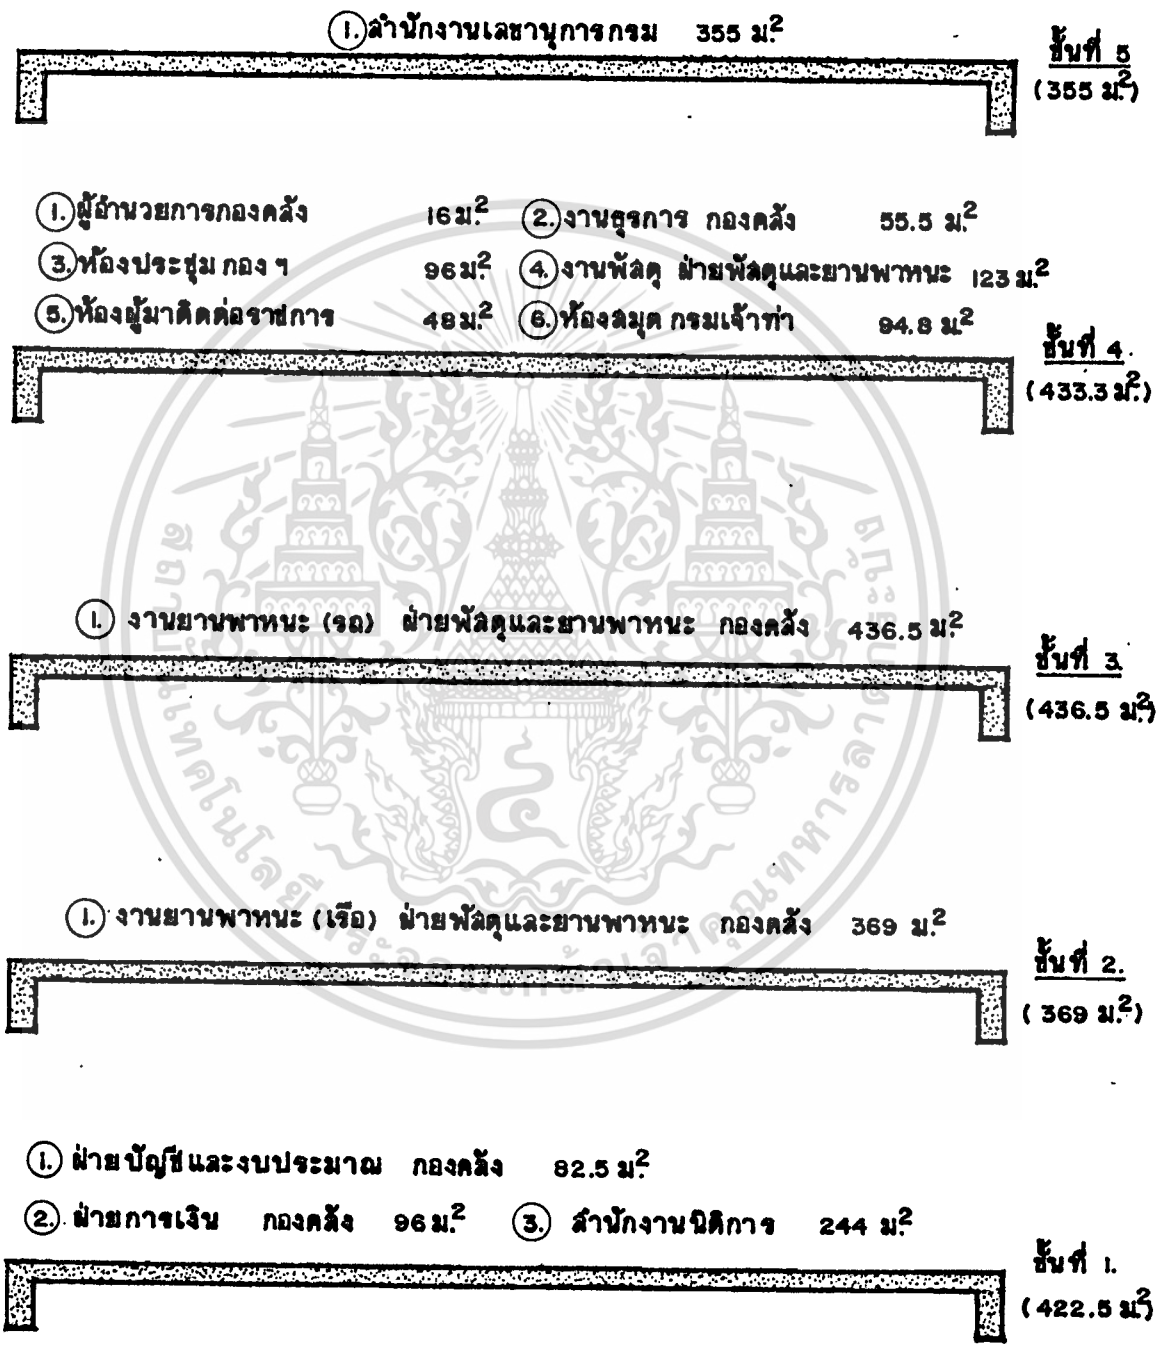 1. สำนักงานเลขานุการกรม 355 ม.²
ชั้นที่ 5
(355 ม.²)
1. ผู้อำนวยการกองคลัง 16 ม.² 2. งานธุรการ กองคลัง 55.5 ม.²
3. ห้องประชุม กอง ฯ 96 ม.² 4. งานพัสดุ ฝ่ายพัสดุและยานพาหนะ 123 ม.²
5. ห้องผู้มาติดต่อราชการ 48 ม.² 6. ห้องสมุด กรมเจ้าท่า 94.8 ม.²
ชั้นที่ 4.
(433.3 ม.²)
1. งานยานพาหนะ (รถ) ฝ่ายพัสดุและยานพาหนะ กองคลัง 436.5 ม.²
ชั้นที่ 3.
(436.5 ม.²)
1. งานยานพาหนะ (เรือ) ฝ่ายพัสดุและยานพาหนะ กองคลัง 369 ม.²
ชั้นที่ 2.
(369 ม.²)
1. ฝ่ายบัญชีและงบประมาณ กองคลัง 82.5 ม.²
2. ฝ่ายการเงิน กองคลัง 96 ม.² 3. สำนักงานนิติการ 244 ม.²
ชั้นที่ 1.
(422.5 ม.²)